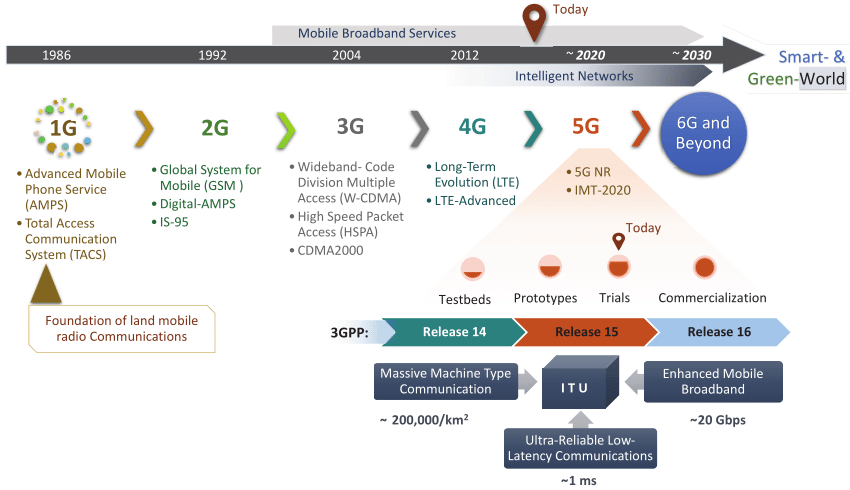 Today
Mobile Broadband Services
1986
1992
2004
2012
~2020
~2030
Smart- &
Green-World
Intelligent Networks
1G
2G
3G
4G
5G
6G and
Beyond
• Advanced Mobile
Phone Service
(AMPS)
• Total Access
Communication
System (TACS)
• Global System for
Mobile (GSM )
• Digital-AMPS
• IS-95
• Wideband- Code
Division Multiple
Access (W-CDMA)
• High Speed Packet
Access (HSPA)
• CDMA2000
• Long-Term
Evolution (LTE)
• LTE-Advanced
• 5G NR
• IMT-2020
Today
Testbeds
Prototypes
Trials
Commercialization
Foundation of land mobile
radio Communications
3GPP:
Release 14
Release 15
Release 16
Massive Machine Type
Communication
~ 200,000/km²
ITU
Enhanced Mobile
Broadband
~20 Gbps
Ultra-Reliable Low-
Latency Communications
~1 ms